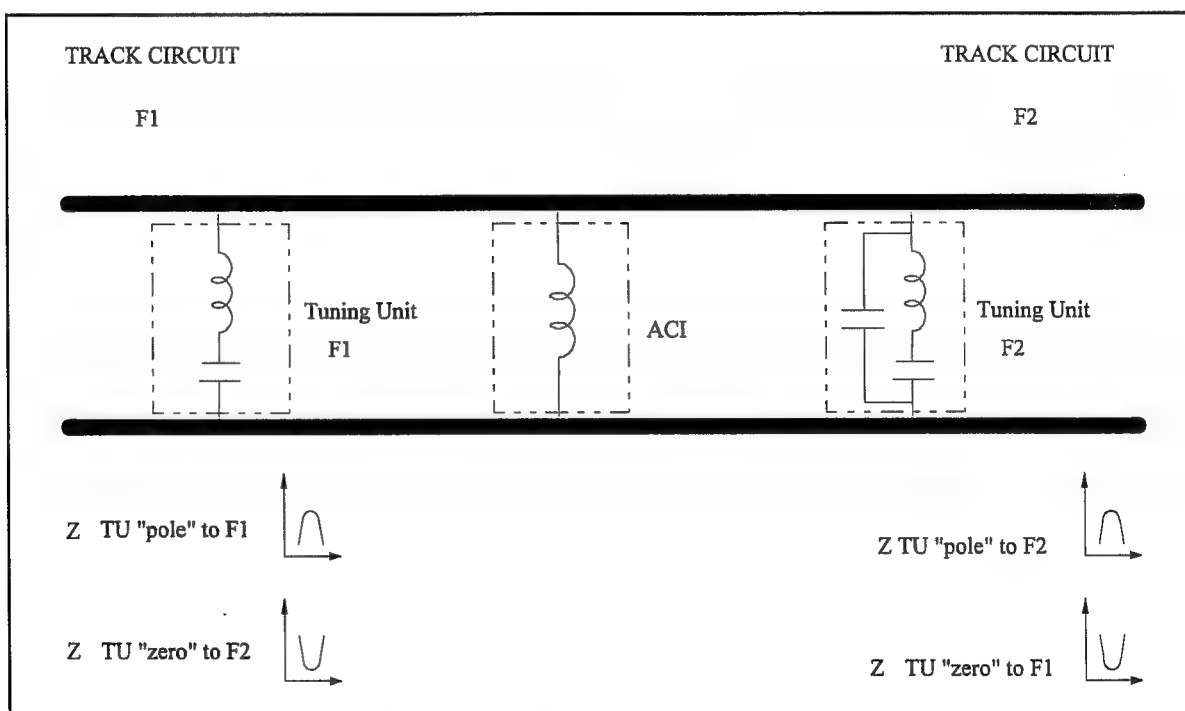 TRACK CIRCUIT
F1
TRACK CIRCUIT
F2
Tuning Unit
F1
ACI
Tuning Unit
F2
Z TU "pole" to F1
Z TU "pole" to F2
Z TU "zero" to F2
Z TU "zero" to F1